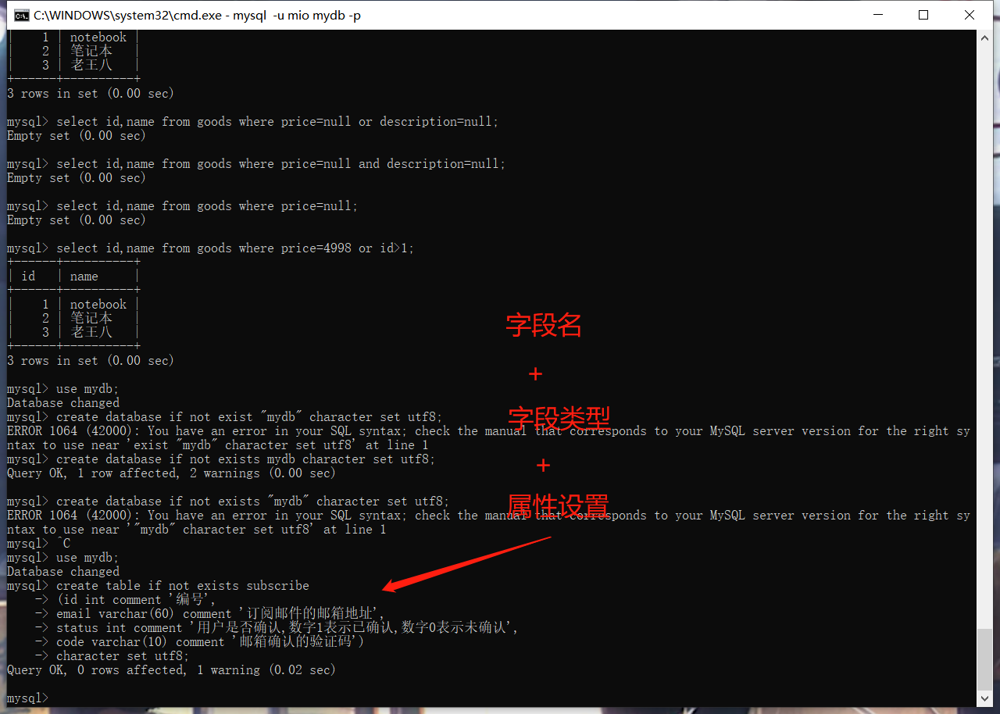 C:\WINDOWS\system32\cmd.exe - mysql  -u mio mydb -p
|    1 | notebook |
|    2 | 笔记本   |
|    3 | 老王八   |
+------+----------+
3 rows in set (0.00 sec)
mysql> select id,name from goods where price=null or description=null;
Empty set (0.00 sec)
mysql> select id,name from goods where price=null and description=null;
Empty set (0.00 sec)
mysql> select id,name from goods where price=null;
Empty set (0.00 sec)
mysql> select id,name from goods where price=4998 or id>1;
+------+----------+
| id   | name     |
+------+----------+
|    1 | notebook |
|    2 | 笔记本   |
|    3 | 老王八   |
+------+----------+
3 rows in set (0.00 sec)
mysql> use mydb;
Database changed
mysql> create database if not exist "mydb" character set utf8;
ERROR 1064 (42000): You have an error in your SQL syntax; check the manual that corresponds to your MySQL server version for the right sy
ntax to use near 'exist "mydb" character set utf8' at line 1
mysql> create database if not exists mydb character set utf8;
Query OK, 1 row affected, 2 warnings (0.00 sec)
mysql> create database if not exists "mydb" character set utf8;
ERROR 1064 (42000): You have an error in your SQL syntax; check the manual that corresponds to your MySQL server version for the right sy
ntax to use near '"mydb" character set utf8' at line 1
mysql> ^C
mysql> use mydb;
Database changed
mysql> create table if not exists subscribe
    -> (id int comment '编号',
    -> email varchar(60) comment '订阅邮件的邮箱地址',
    -> status int comment '用户是否确认,数字1表示已确认,数字0表示未确认',
    -> code varchar(10) comment '邮箱确认的验证码')
    -> character set utf8;
Query OK, 0 rows affected, 1 warning (0.02 sec)
mysql>
字段名
+
字段类型
+
属性设置